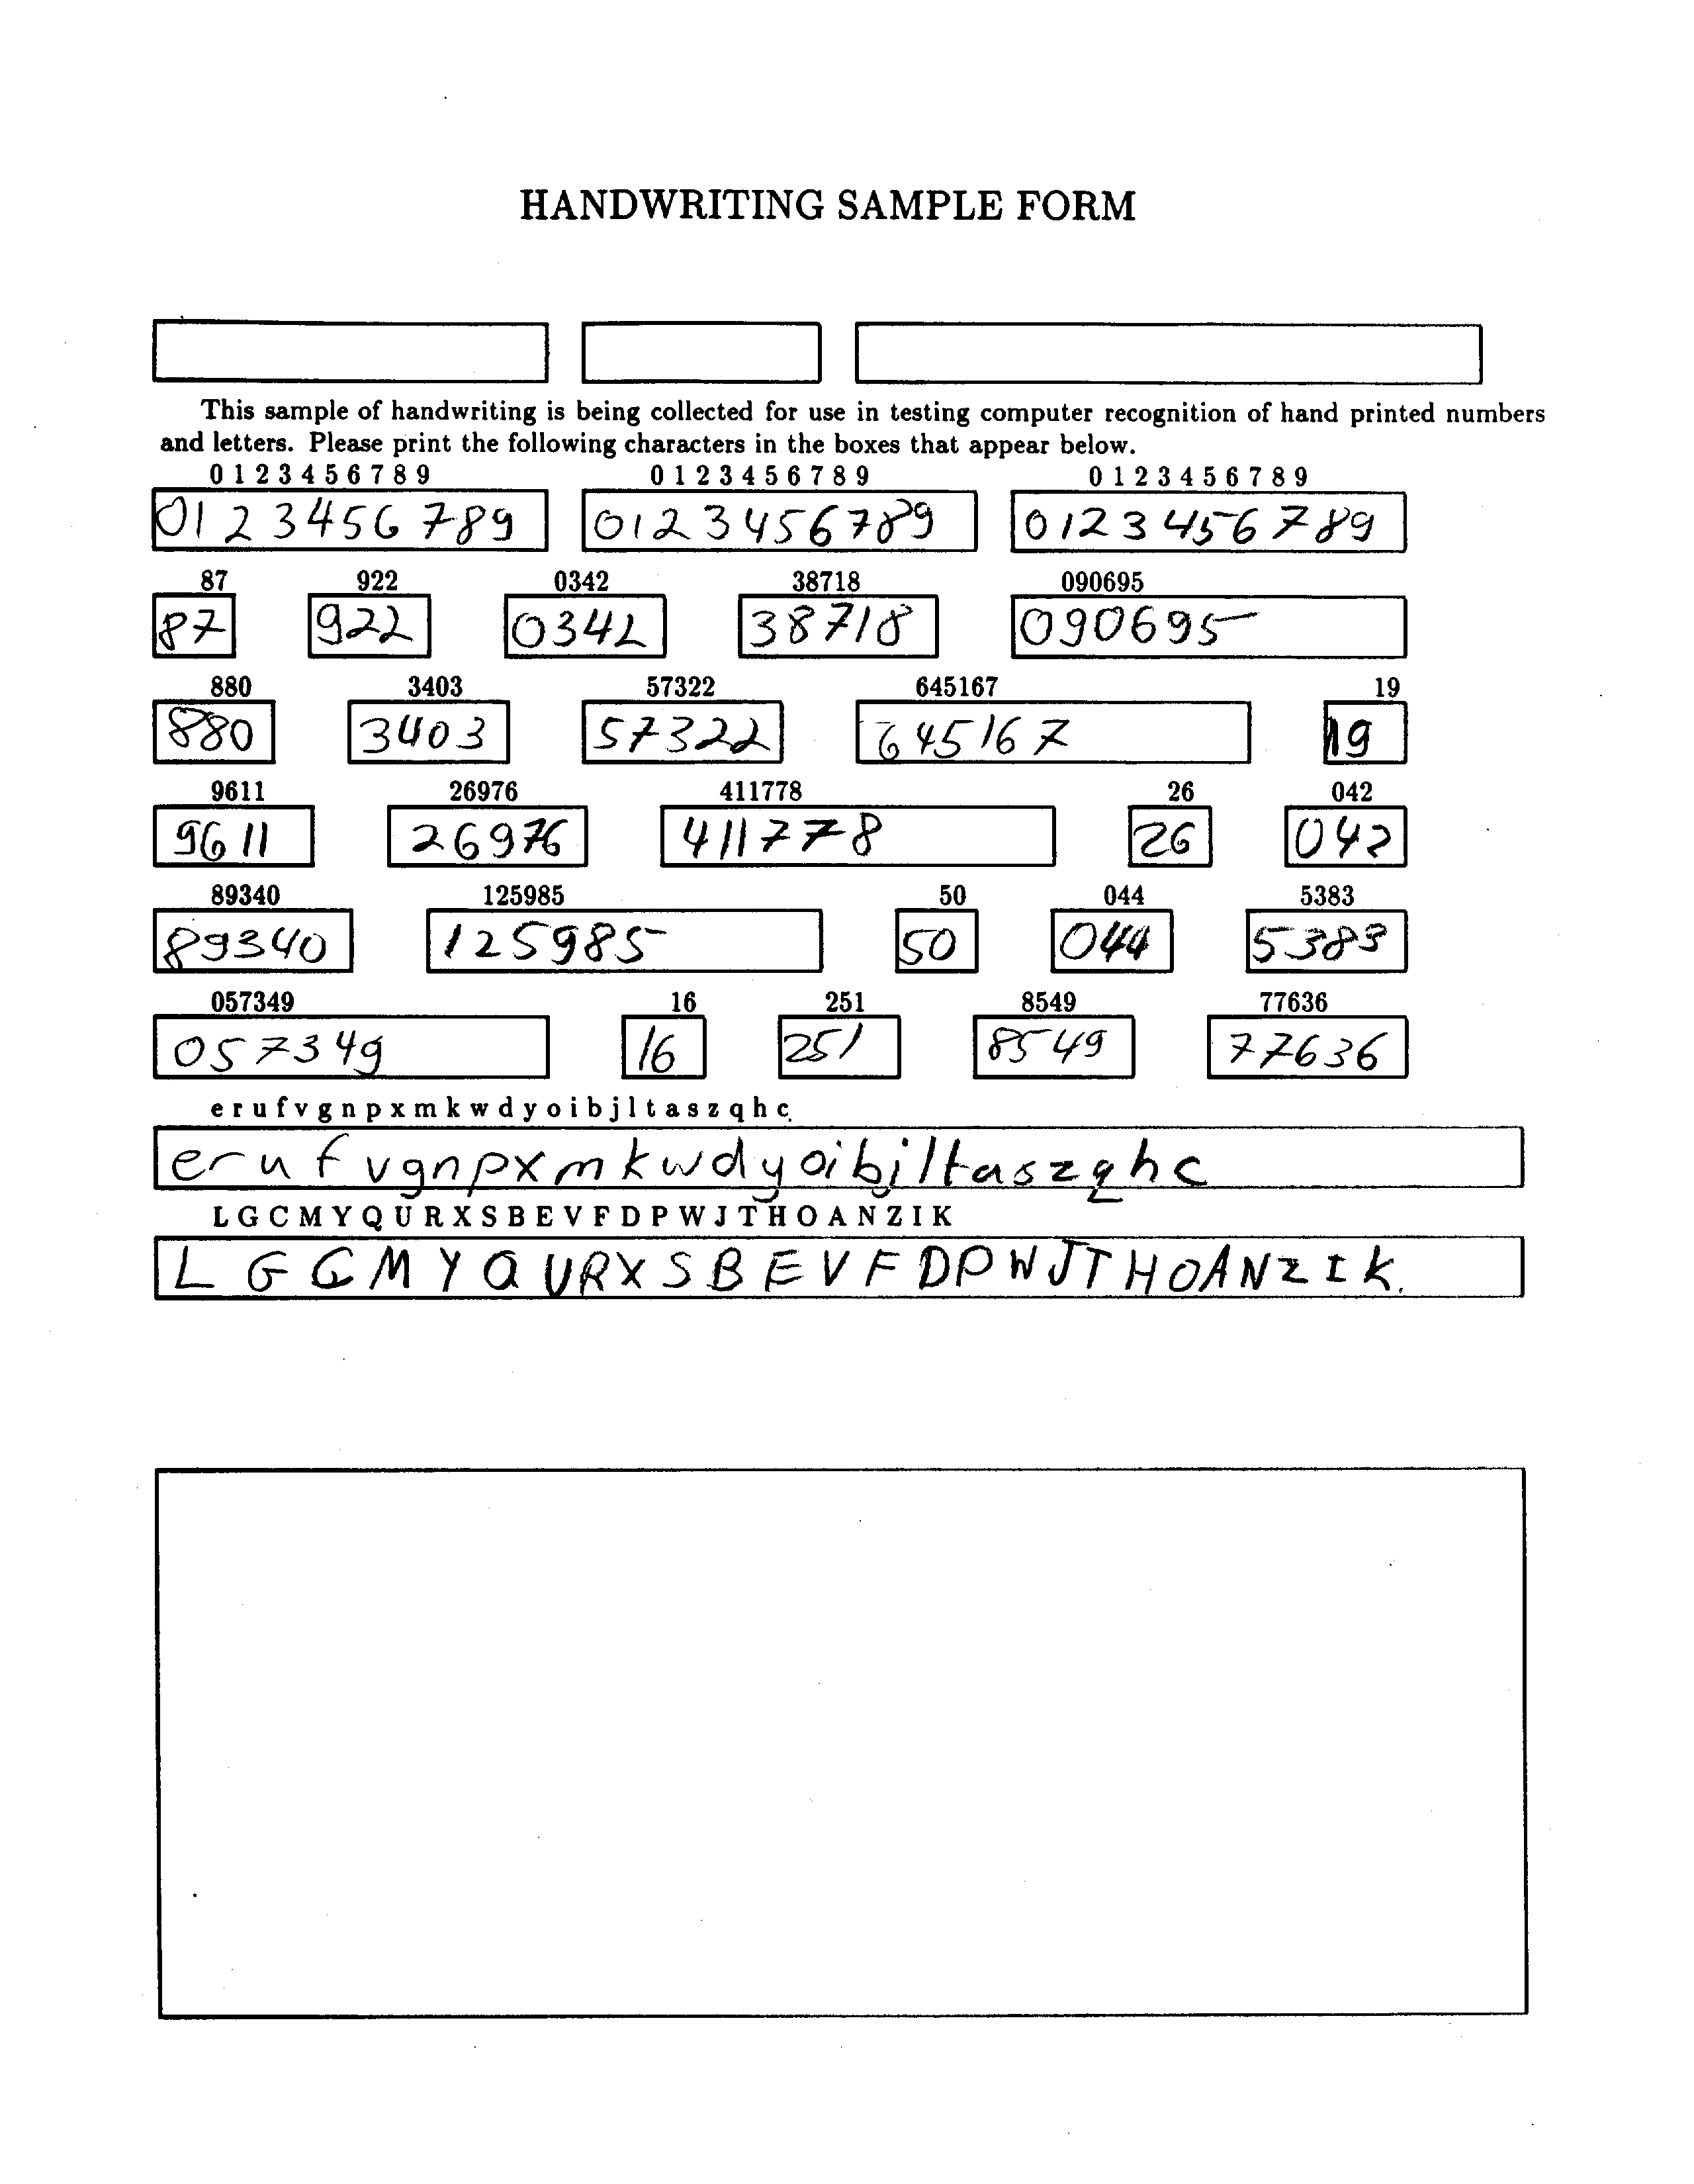 HANDWRITING SAMPLE FORM
This sample of handwriting is being collected for use in testing computer recognition of hand printed numbers
and letters. Please print the following characters in the boxes that appear below.
0 1 2 3 4 5 6 7 8 9 0 1 2 3 4 5 6 7 8 9 0 1 2 3 4 5 6 7 8 9
0123456789 0123456789 0123456789
87 922 0342 38718 090695
87 922 0342 38718 090695
880 3403 57322 645167 19
880 3403 57322 645167 19
9611 26976 411778 26 042
9611 26976 411778 26 042
89340 125985 50 044 5383
89340 125985 50 044 5383
057349 16 251 8549 77636
057349 16 251 8549 77636
e r u f v g n p x m k w d y o i b j l t a s z q h c
e r u f v g n p x m k w d y o i b j l t a s z q h c
L G C M Y Q U R X S B E V F D P W J T H O A N Z I K
L G C M Y Q U R X S B E V F D P W J T H O A N Z I K.